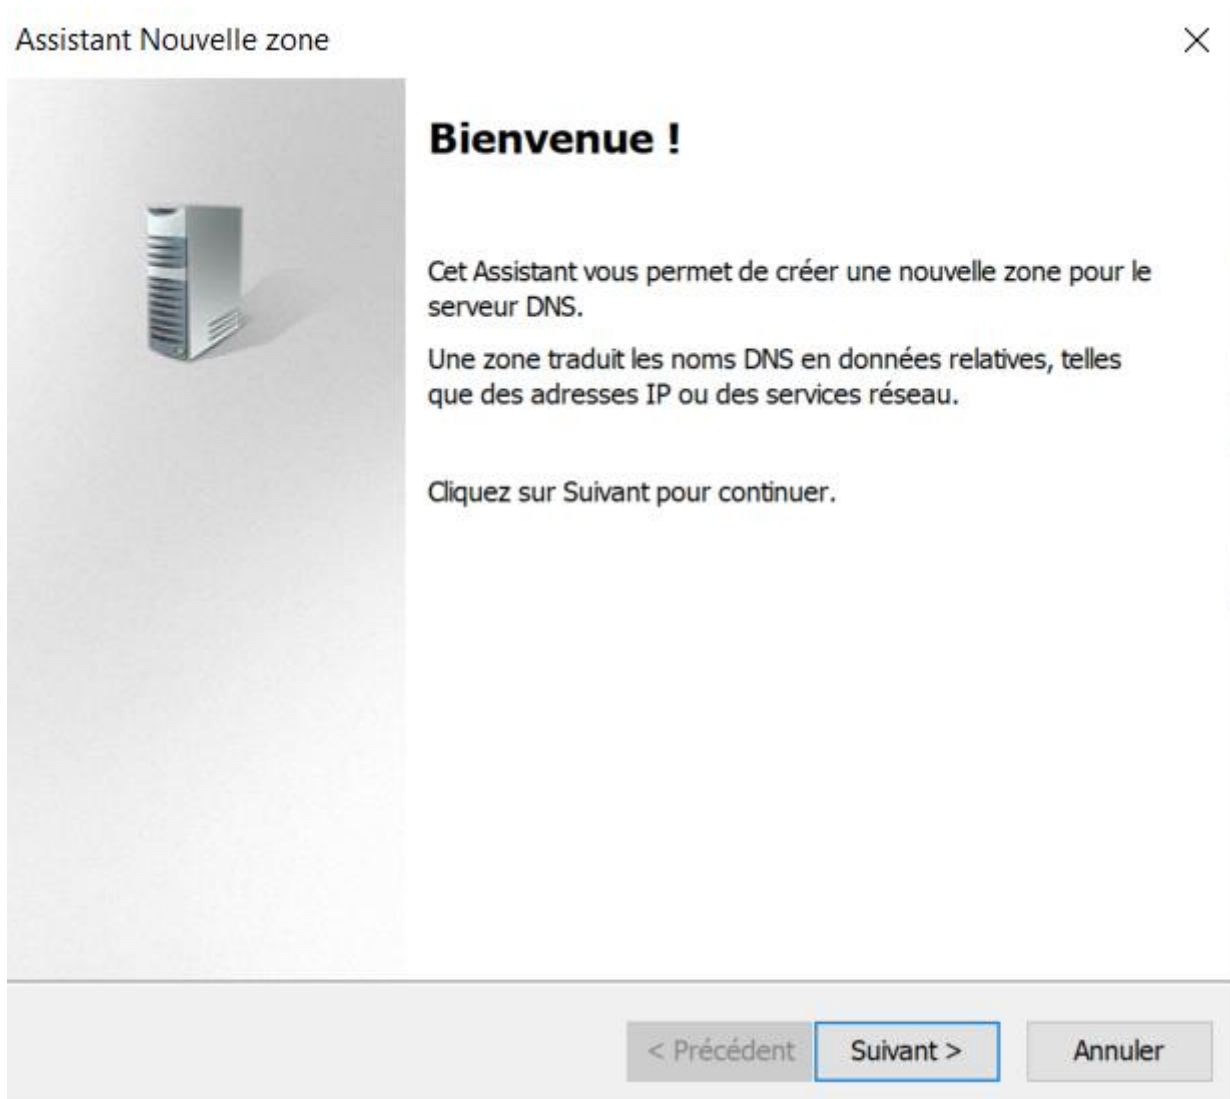 Assistant Nouvelle zone
Bienvenue !
Cet Assistant vous permet de créer une nouvelle zone pour le
serveur DNS.
Une zone traduit les noms DNS en données relatives, telles
que des adresses IP ou des services réseau.
Cliquez sur Suivant pour continuer.
< Précédent Suivant > Annuler